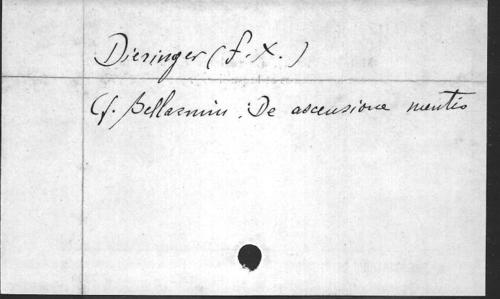 Dieringer (F. X.)
Cf. Bellarmin, De ascensione mentis